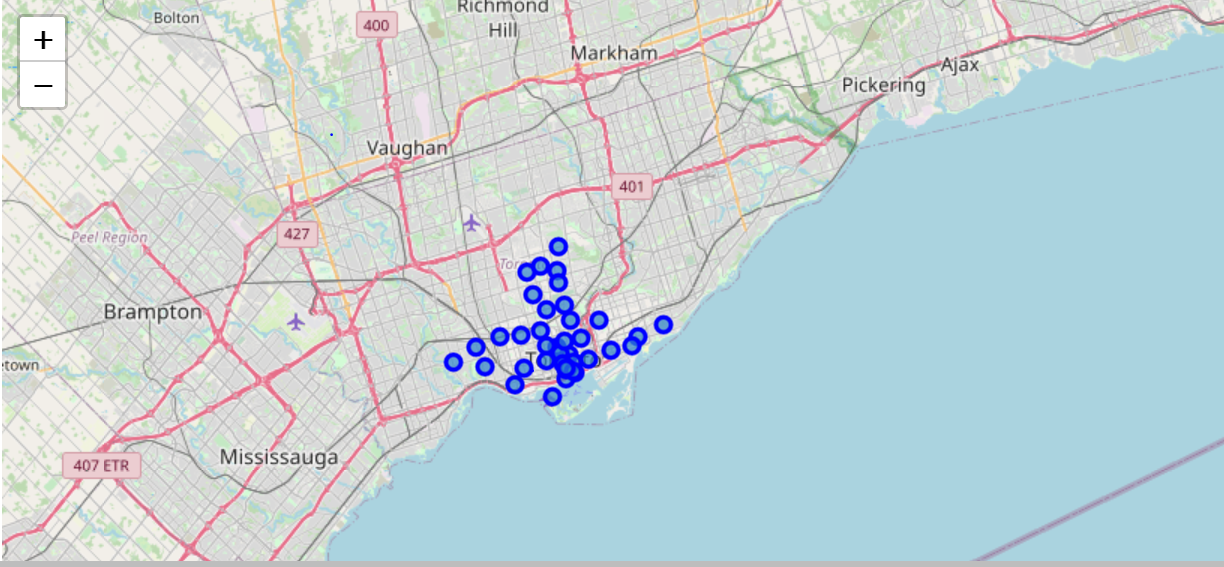 +
−
Bolton
400
Richmond
Hill
Markham
Ajax
Pickering
Vaughan
401
427
Peel Region
Tor
Brampton
etown
T
Mississauga
407 ETR